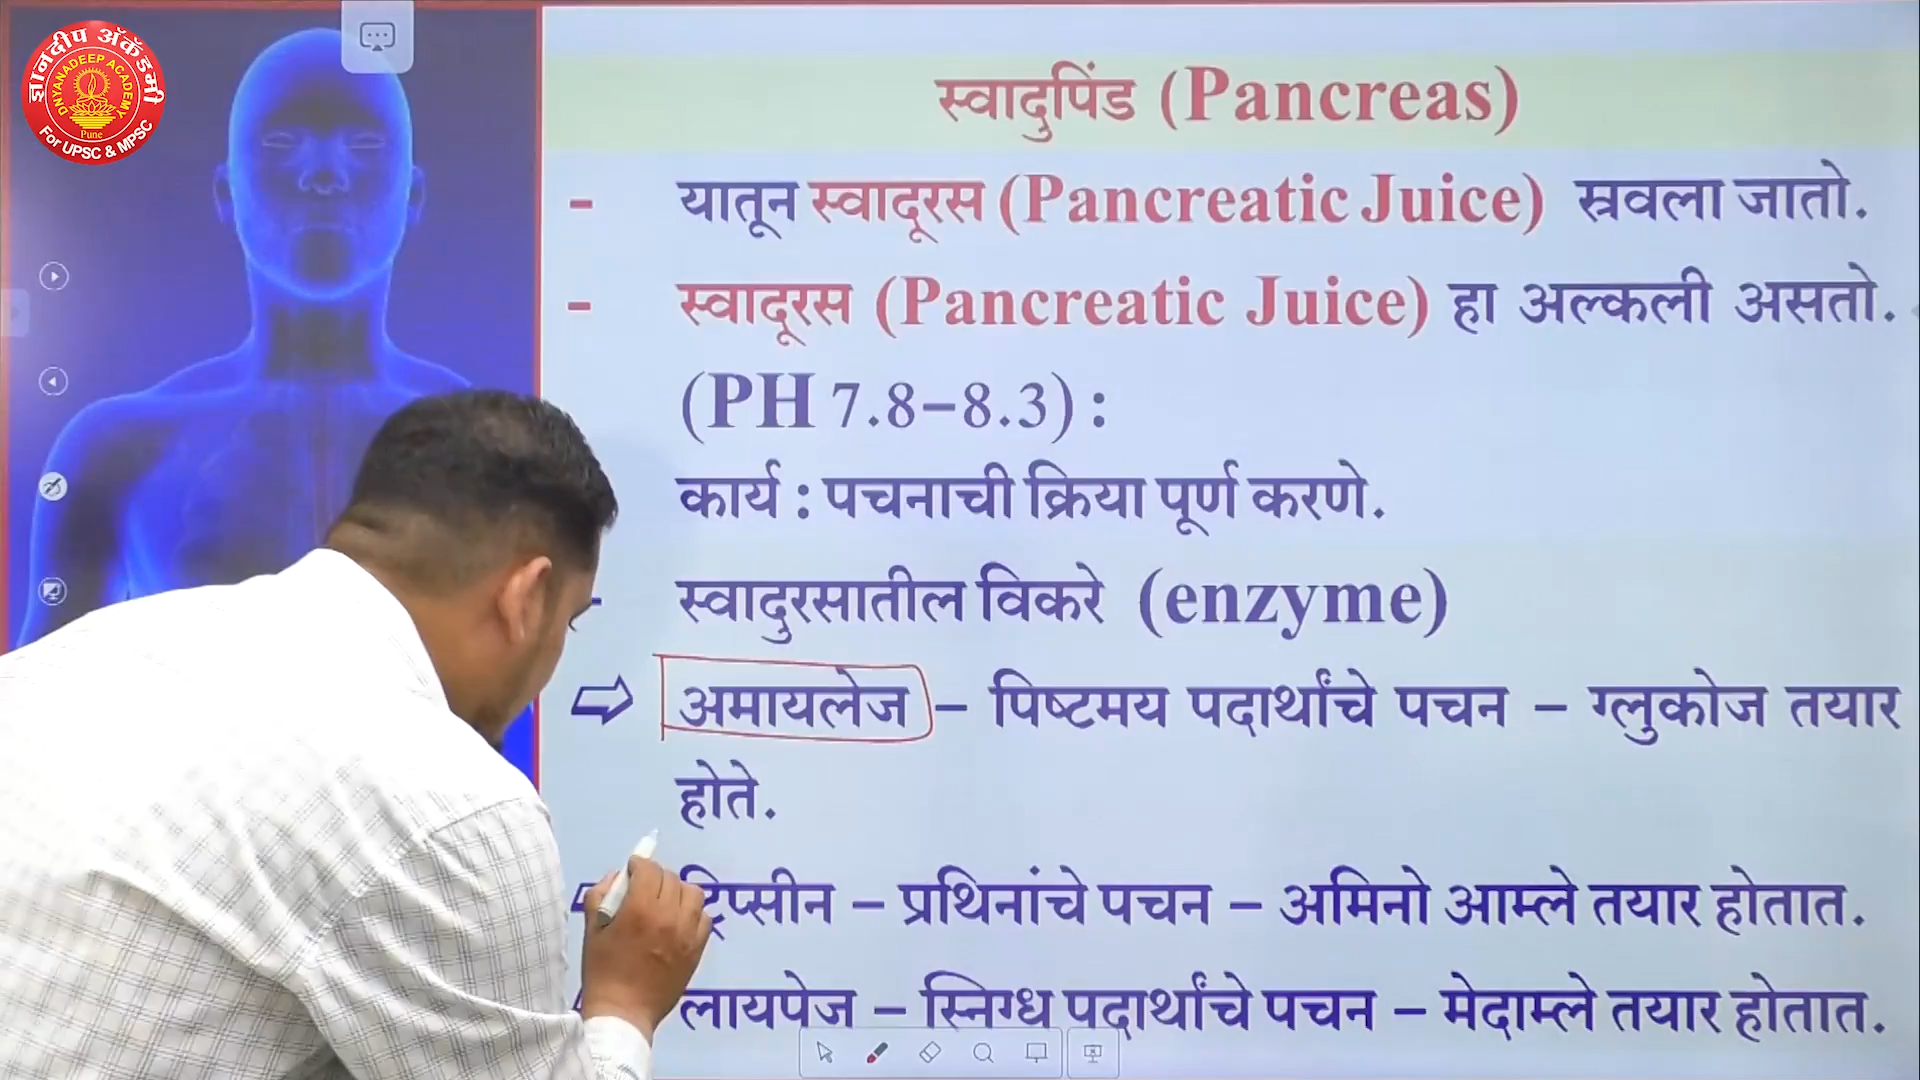 ज्ञानदीप अ‍ॅकॅडमी
DNYANADEEP ACADEMY
Pune
For UPSC & MPSC
स्वादुपिंड (Pancreas)
- यातून स्वादूरस (Pancreatic Juice) स्रवला जातो.
- स्वादूरस (Pancreatic Juice) हा अल्कली असतो.
(PH 7.8–8.3) :
कार्य : पचनाची क्रिया पूर्ण करणे.
- स्वादुरसातील विकरे (enzyme)
⇨ अमायलेज – पिष्टमय पदार्थांचे पचन – ग्लुकोज तयार
होते.
ट्रिप्सीन – प्रथिनांचे पचन – अमिनो आम्ले तयार होतात.
लायपेज – स्निग्ध पदार्थांचे पचन – मेदाम्ले तयार होतात.